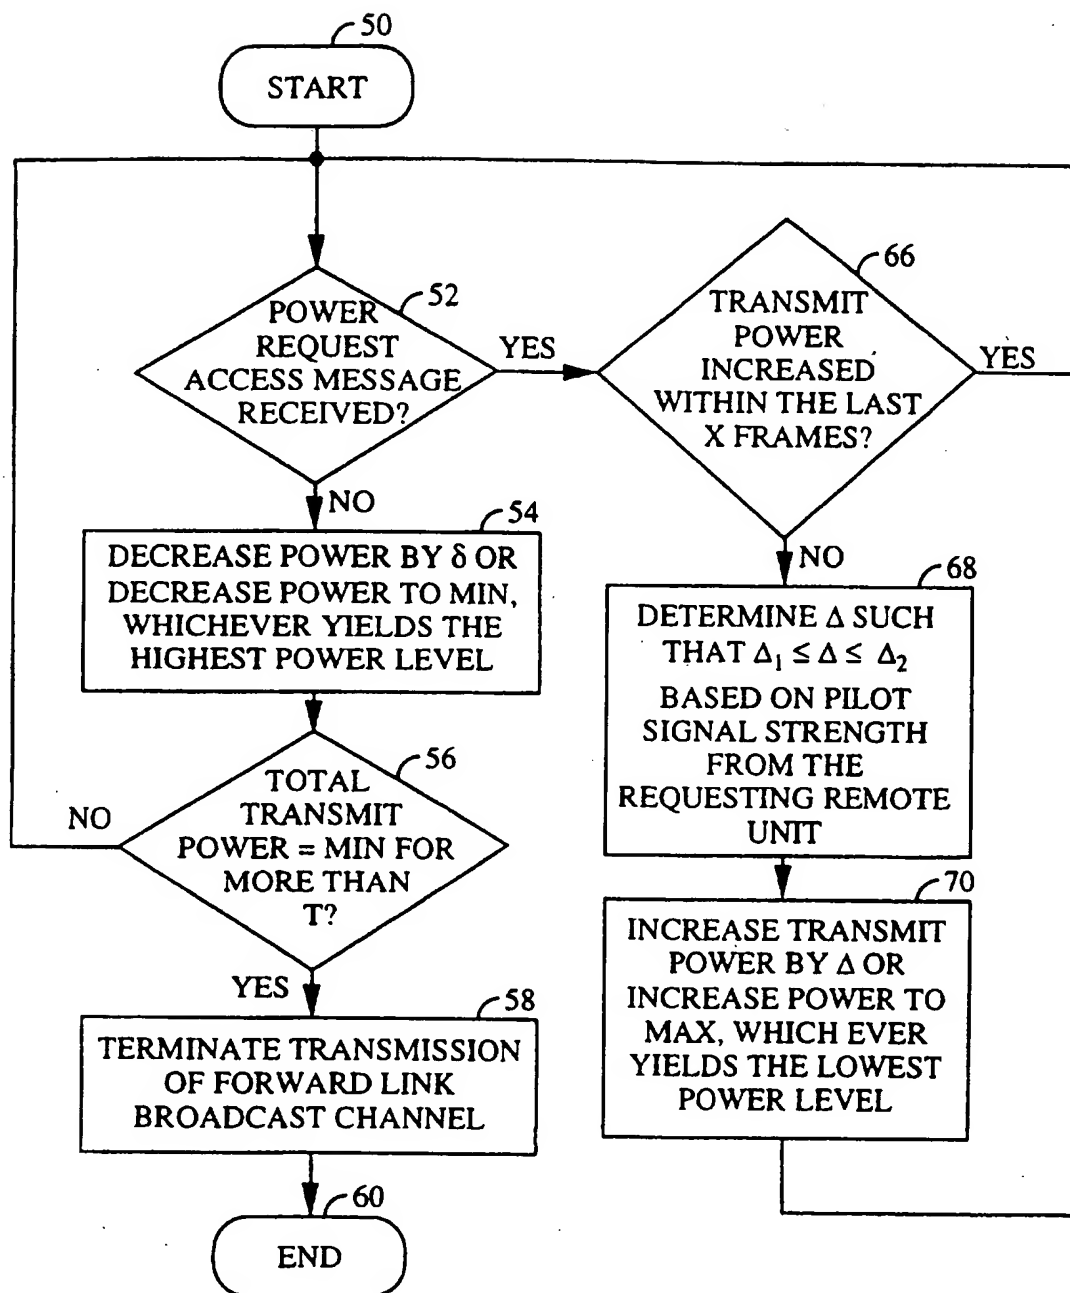 50
START
52
POWER
REQUEST
ACCESS MESSAGE
RECEIVED?
YES
66
TRANSMIT
POWER
INCREASED
WITHIN THE LAST
X FRAMES?
YES
NO
54
DECREASE POWER BY δ OR
DECREASE POWER TO MIN,
WHICHEVER YIELDS THE
HIGHEST POWER LEVEL
NO
68
DETERMINE Δ SUCH
THAT Δ₁ ≤ Δ ≤ Δ₂
BASED ON PILOT
SIGNAL STRENGTH
FROM THE
REQUESTING REMOTE
UNIT
56
TOTAL
TRANSMIT
POWER = MIN FOR
MORE THAN
T?
NO
YES
70
INCREASE TRANSMIT
POWER BY Δ OR
INCREASE POWER TO
MAX, WHICH EVER
YIELDS THE LOWEST
POWER LEVEL
58
TERMINATE TRANSMISSION
OF FORWARD LINK
BROADCAST CHANNEL
60
END